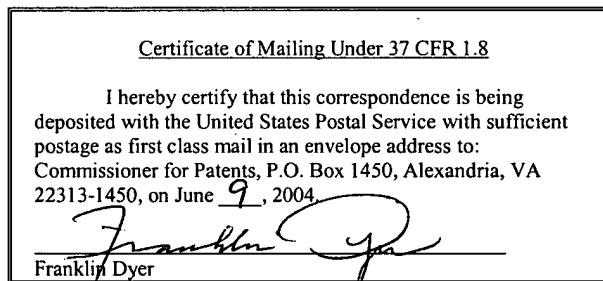 Certificate of Mailing Under 37 CFR 1.8
I hereby certify that this correspondence is being
deposited with the United States Postal Service with sufficient
postage as first class mail in an envelope address to:
Commissioner for Patents, P.O. Box 1450, Alexandria, VA
22313-1450, on June 9, 2004.
Franklin Dyer
Franklin Dyer